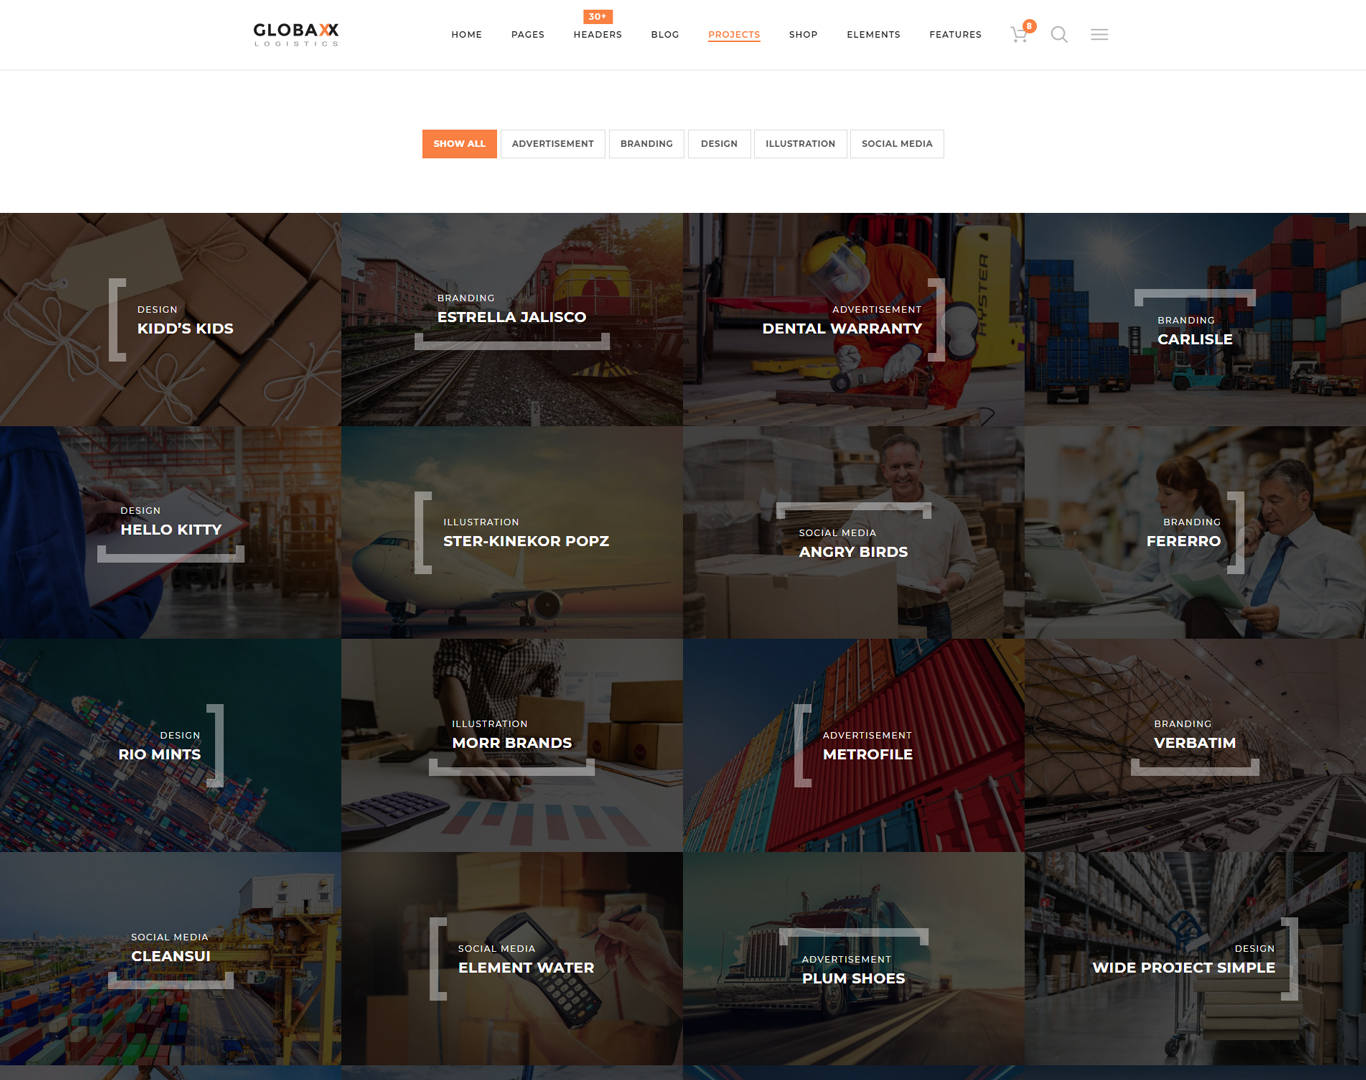 GLOBAXX
LOGISTICS
30+
HOME
PAGES
HEADERS
BLOG
PROJECTS
SHOP
ELEMENTS
FEATURES
8
SHOW ALL
ADVERTISEMENT
BRANDING
DESIGN
ILLUSTRATION
SOCIAL MEDIA
DESIGN
KIDD'S KIDS
BRANDING
ESTRELLA JALISCO
ADVERTISEMENT
DENTAL WARRANTY
HYSTER
BRANDING
CARLISLE
DESIGN
HELLO KITTY
ILLUSTRATION
STER-KINEKOR POPZ
SOCIAL MEDIA
ANGRY BIRDS
BRANDING
FERERRO
DESIGN
RIO MINTS
ILLUSTRATION
MORR BRANDS
ADVERTISEMENT
METROFILE
BRANDING
VERBATIM
SOCIAL MEDIA
CLEANSUI
SOCIAL MEDIA
ELEMENT WATER
ADVERTISEMENT
PLUM SHOES
DESIGN
WIDE PROJECT SIMPLE